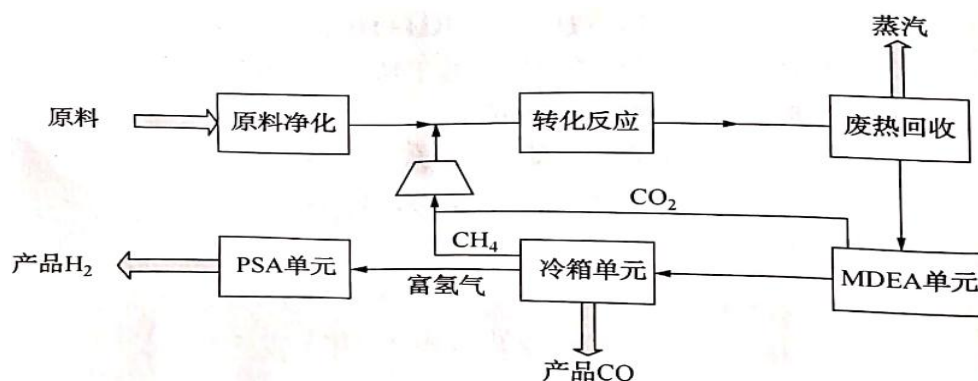 蒸汽
原料
原料净化
转化反应
废热回收
CO₂
CH₄
产品H₂
PSA单元
富氢气
冷箱单元
MDEA单元
产品CO